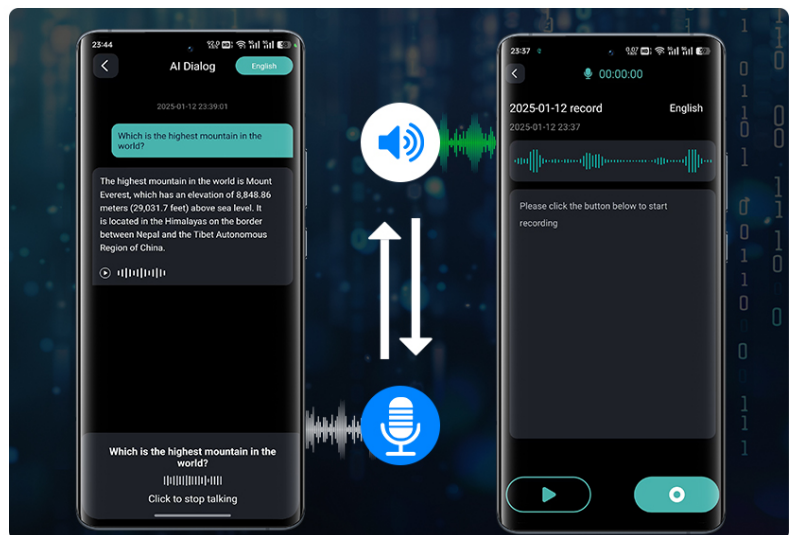 23:44
AI Dialog
English
2025-01-12 23:39:01
Which is the highest mountain in the
world?
The highest mountain in the world is Mount
Everest, which has an elevation of 8,848.86
meters (29,031.7 feet) above sea level. It
is located in the Himalayas on the border
between Nepal and the Tibet Autonomous
Region of China.
Which is the highest mountain in the
world?
Click to stop talking
23:37
00:00:00
2025-01-12 record
English
2025-01-12 23:37
Please click the button below to start
recording